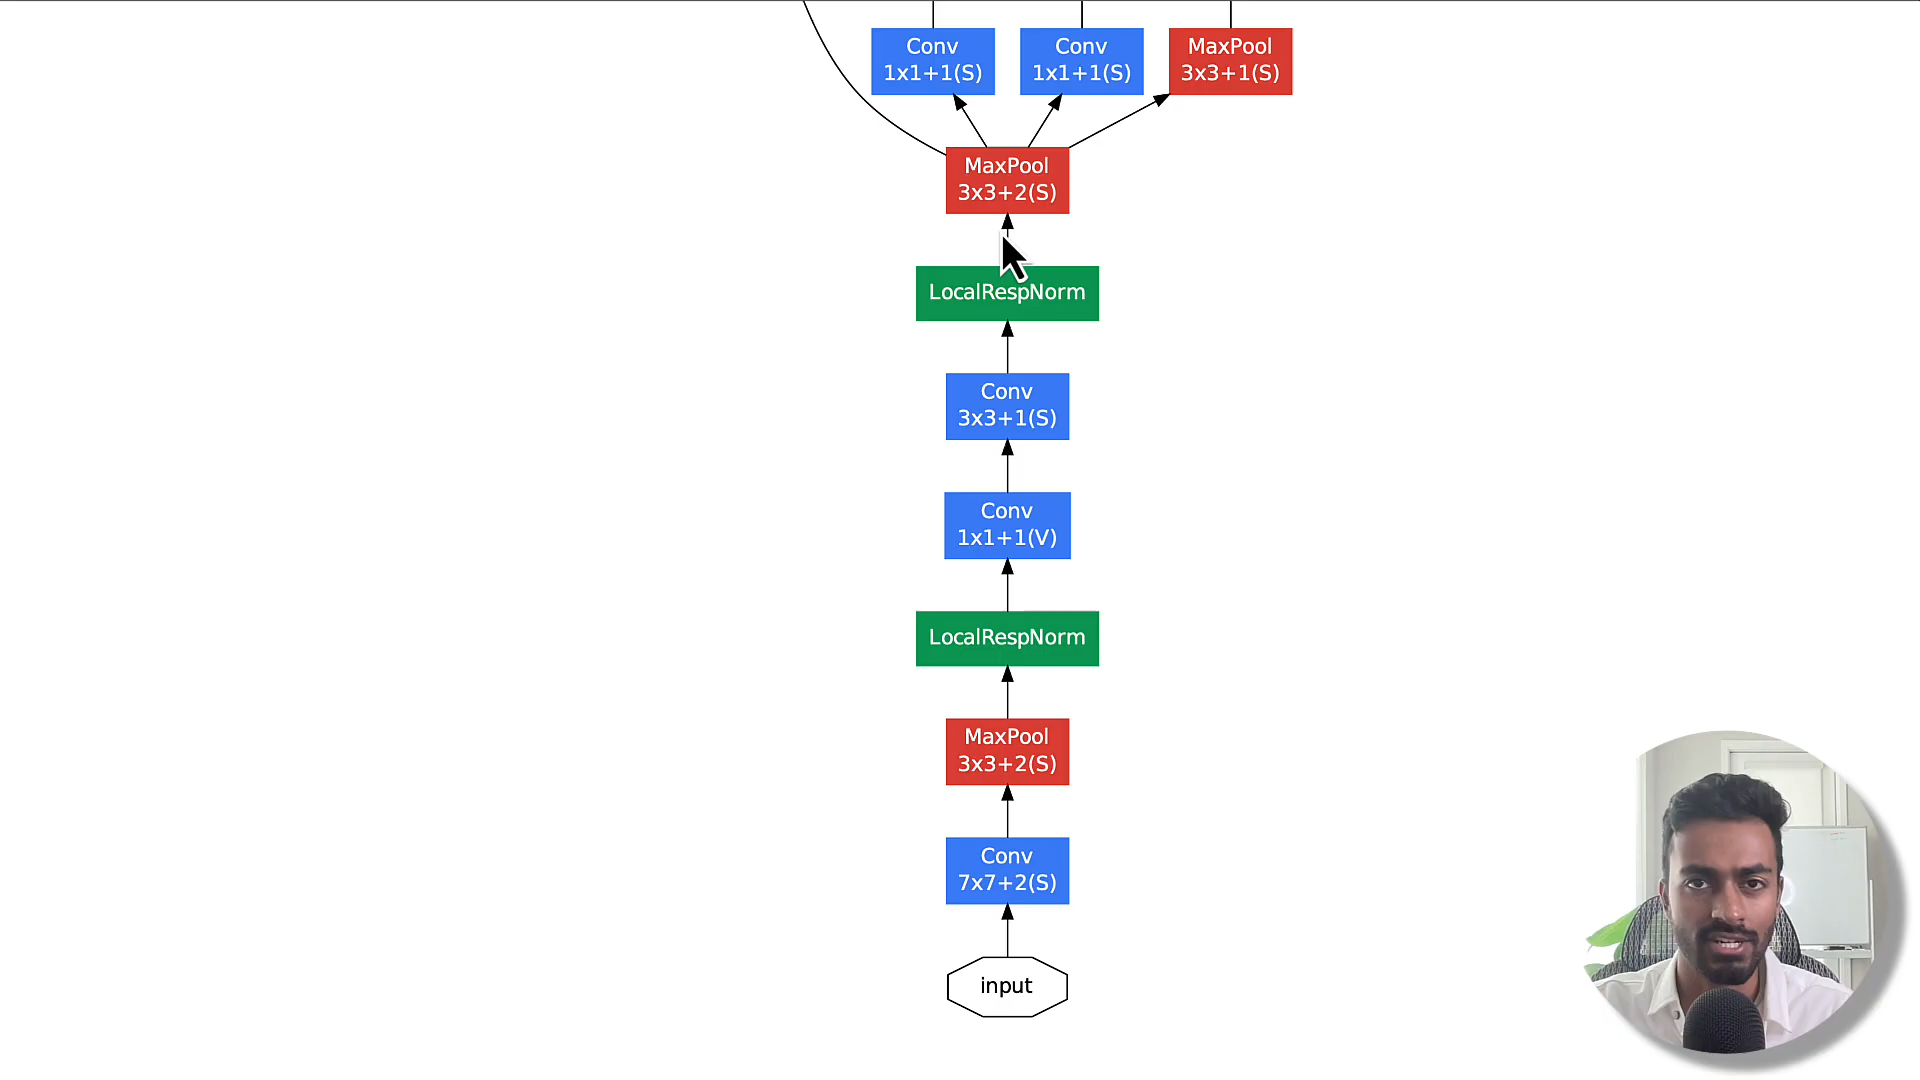 Conv
1x1+1(S)
Conv
1x1+1(S)
MaxPool
3x3+1(S)
MaxPool
3x3+2(S)
LocalRespNorm
Conv
3x3+1(S)
Conv
1x1+1(V)
LocalRespNorm
MaxPool
3x3+2(S)
Conv
7x7+2(S)
input